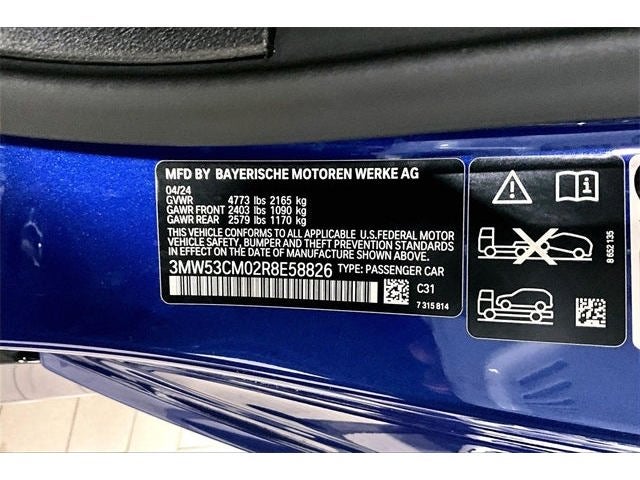 MFD BY BAYERISCHE MOTOREN WERKE AG
04/24
GVWR 4773 lbs 2165 kg
GAWR FRONT 2403 lbs 1090 kg
GAWR REAR 2579 lbs 1170 kg
THIS VEHICLE CONFORMS TO ALL APPLICABLE U.S.FEDERAL MOTOR
VEHICLE SAFETY, BUMPER AND THEFT PREVENTION STANDARDS
IN EFFECT ON THE DATE OF MANUFACTURE SHOWN ABOVE.
3MW53CM02R8E58826 TYPE: PASSENGER CAR
C31
7 315 814
8 652 135